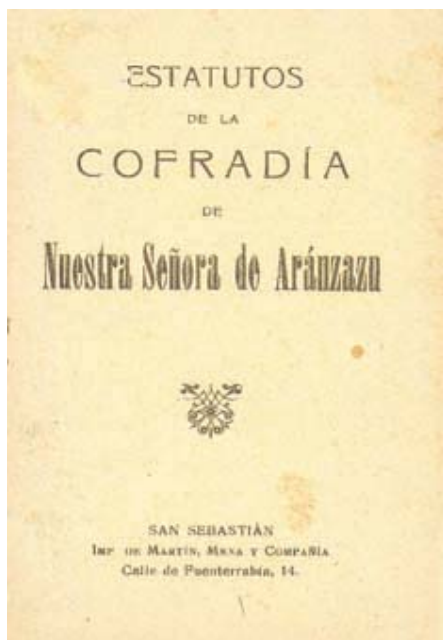 ESTATUTOS
DE LA
COFRADÍA
DE
Nuestra Señora de Aránzazu
SAN SEBASTIÁN
IMP DE MARTÍN, MENA Y COMPAÑÍA
Calle de Fuenterrabía, 14.